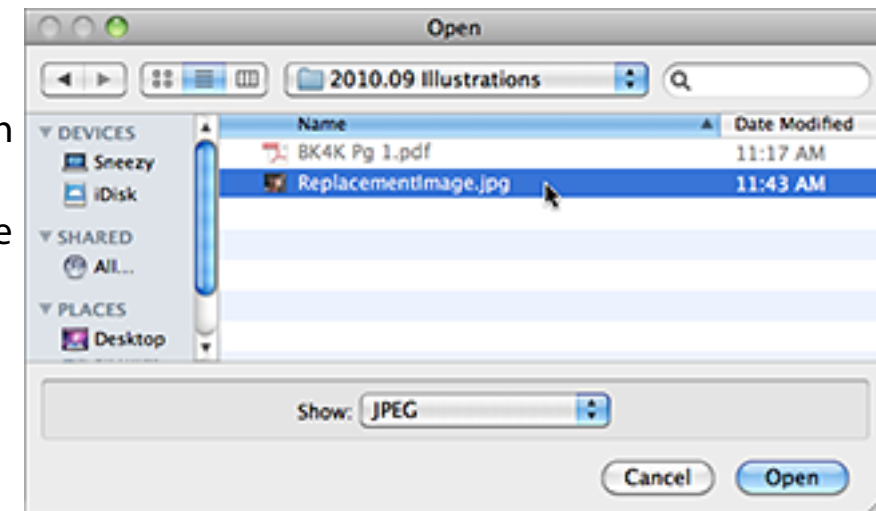 Open
2010.09 Illustrations
n
e
Name Date Modified
BK4K Pg 1.pdf 11:17 AM
ReplacementImage.jpg 11:43 AM
▼ DEVICES
Sneezy
iDisk
▼ SHARED
All...
▼ PLACES
Desktop
Show: JPEG
Cancel Open